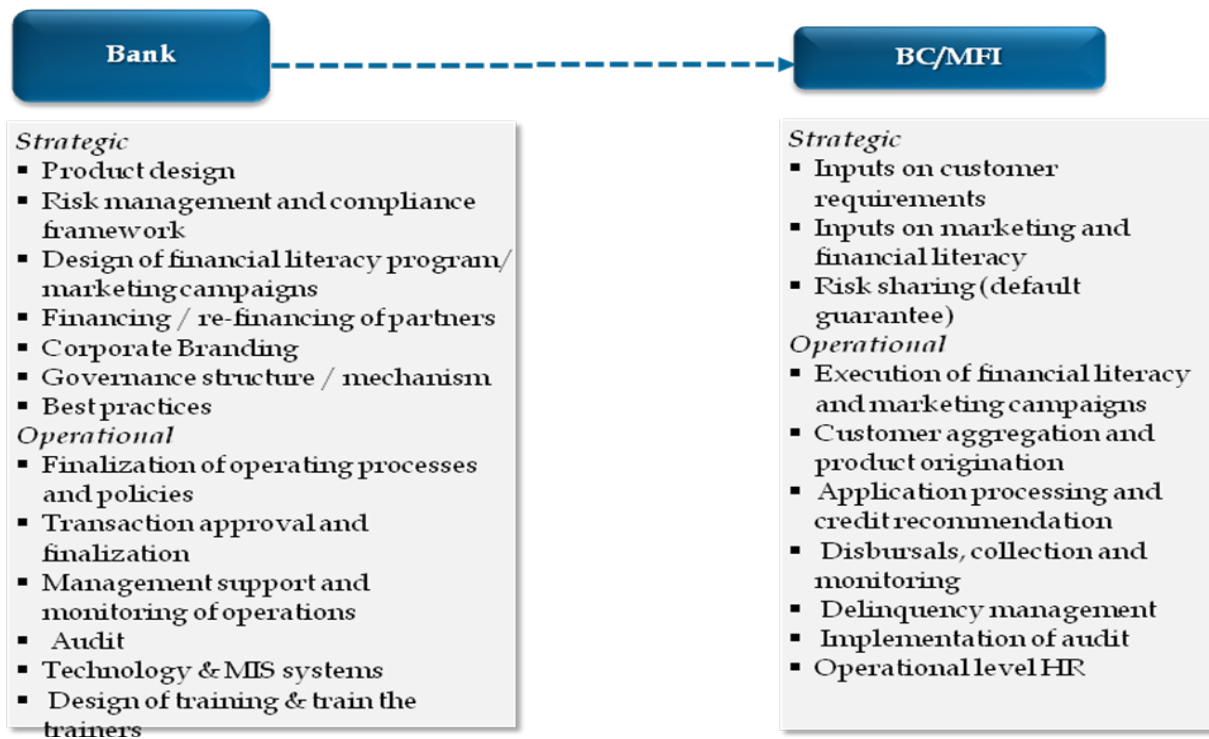 Bank
BC/MFI
Strategic
▪ Product design
▪ Risk management and compliance
framework
▪ Design of financial literacy program/
marketing campaigns
▪ Financing / re-financing of partners
▪ Corporate Branding
▪ Governance structure / mechanism
▪ Best practices
Operational
▪ Finalization of operating processes
and policies
▪ Transaction approval and
finalization
▪ Management support and
monitoring of operations
▪ Audit
▪ Technology & MIS systems
▪ Design of training & train the
trainers
Strategic
▪ Inputs on customer
requirements
▪ Inputs on marketing and
financial literacy
▪ Risk sharing (default
guarantee)
Operational
▪ Execution of financial literacy
and marketing campaigns
▪ Customer aggregation and
product origination
▪ Application processing and
credit recommendation
▪ Disbursals, collection and
monitoring
▪ Delinquency management
▪ Implementation of audit
▪ Operational level HR